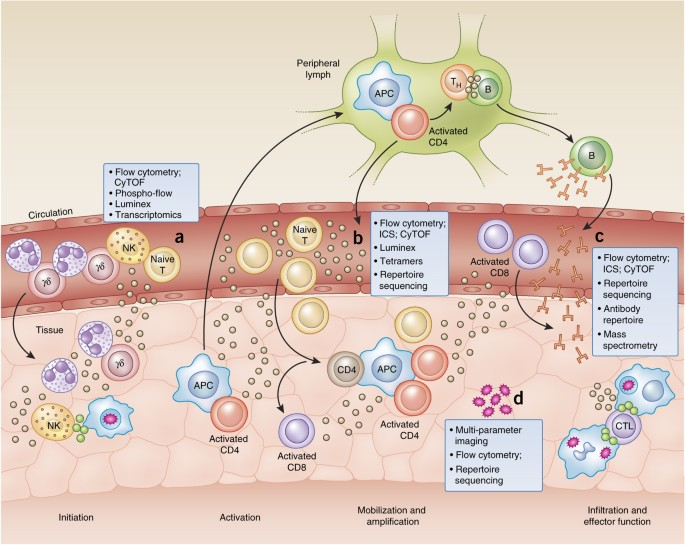 Peripheral
lymph
APC
TH
B
Activated
CD4
B
• Flow cytometry;
CyTOF
• Phospho-flow
• Luminex
• Transcriptomics
Circulation
a
NK
Naive
T
γδ
γδ
Naive
T
b
• Flow cytometry;
ICS; CyTOF
• Luminex
• Tetramers
• Repertoire
sequencing
Activated
CD8
c
• Flow cytometry;
ICS; CyTOF
• Repertoire
sequencing
• Antibody
repertoire
• Mass
spectrometry
Tissue
γδ
NK
APC
Activated
CD4
Activated
CD8
CD4
APC
Activated
CD4
d
• Multi-parameter
imaging
• Flow cytometry;
• Repertoire
sequencing
CTL
Initiation
Activation
Mobilization and
amplification
Infiltration and
effector function